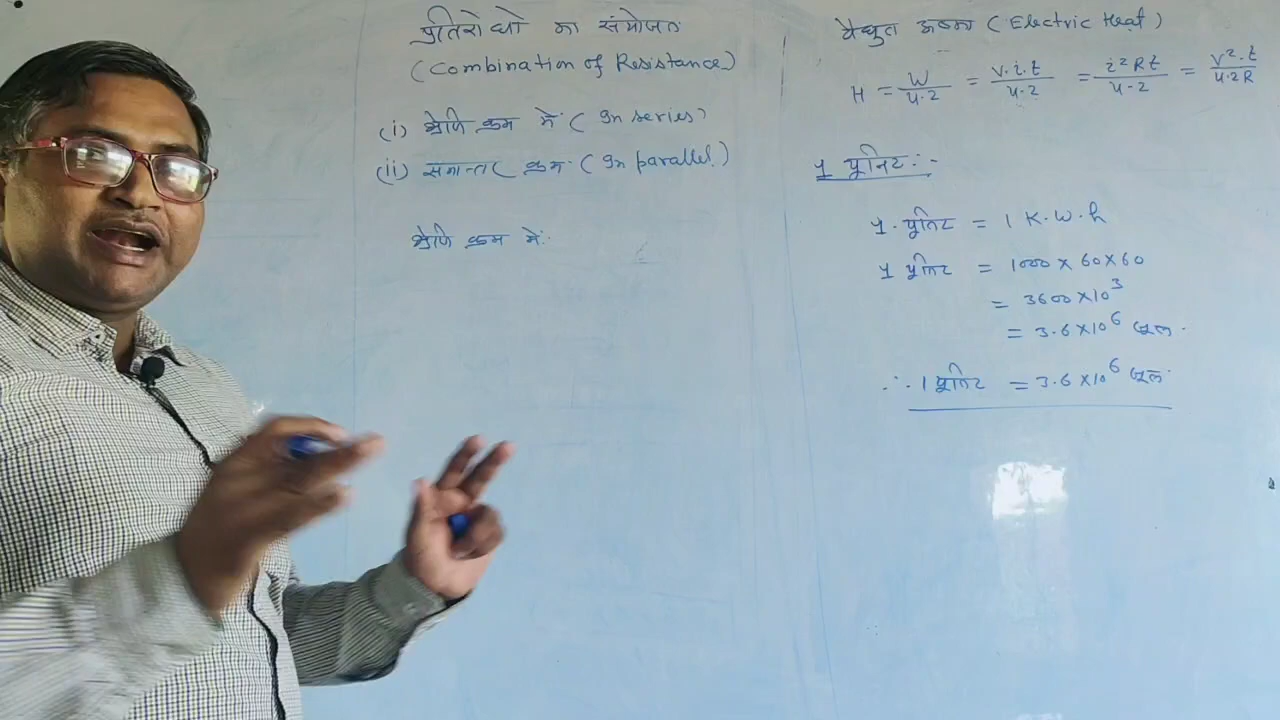 प्रतिरोधो का संयोजन
(Combination of Resistance)
(i) श्रेणि क्रम में (In series)
(ii) समान्तर क्रम (In parallel)
श्रेणि क्रम में
वैधुत ऊष्मा (Electric Heat)
H = W/4.2 = V.i.t/4.2 = i²Rt/4.2 = V².t/4.2R
1 यूनिट :-
1 यूनिट = 1 K.W.h
1 यूनिट = 1000 × 60 × 60
= 3600 × 10³
= 3.6 × 10⁶ जूल.
∴ 1 यूनिट = 3.6 × 10⁶ जूल.